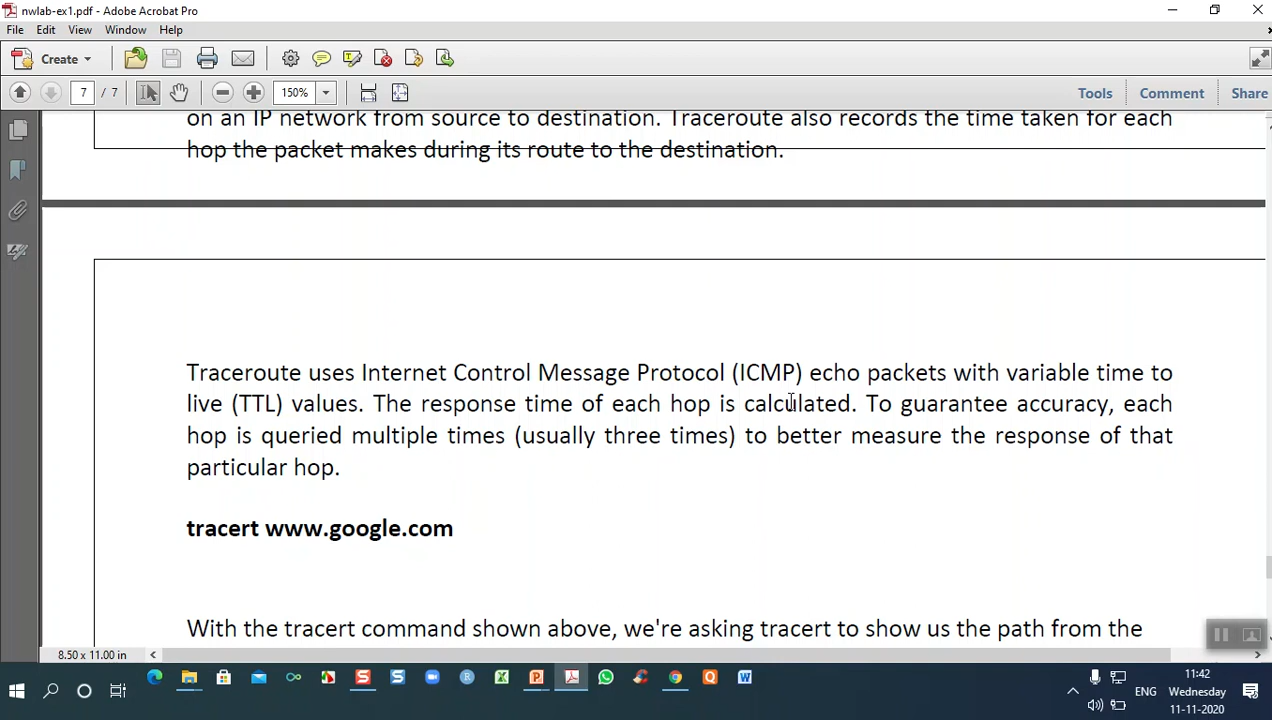 nwlab-ex1.pdf - Adobe Acrobat Pro
File Edit View Window Help
Create
7 / 7 150% Tools Comment Share
on an IP network from source to destination. Traceroute also records the time taken for each
hop the packet makes during its route to the destination.
Traceroute uses Internet Control Message Protocol (ICMP) echo packets with variable time to
live (TTL) values. The response time of each hop is calculated. To guarantee accuracy, each
hop is queried multiple times (usually three times) to better measure the response of that
particular hop.
tracert www.google.com
With the tracert command shown above, we're asking tracert to show us the path from the
8.50 x 11.00 in
11:42
ENG Wednesday
11-11-2020